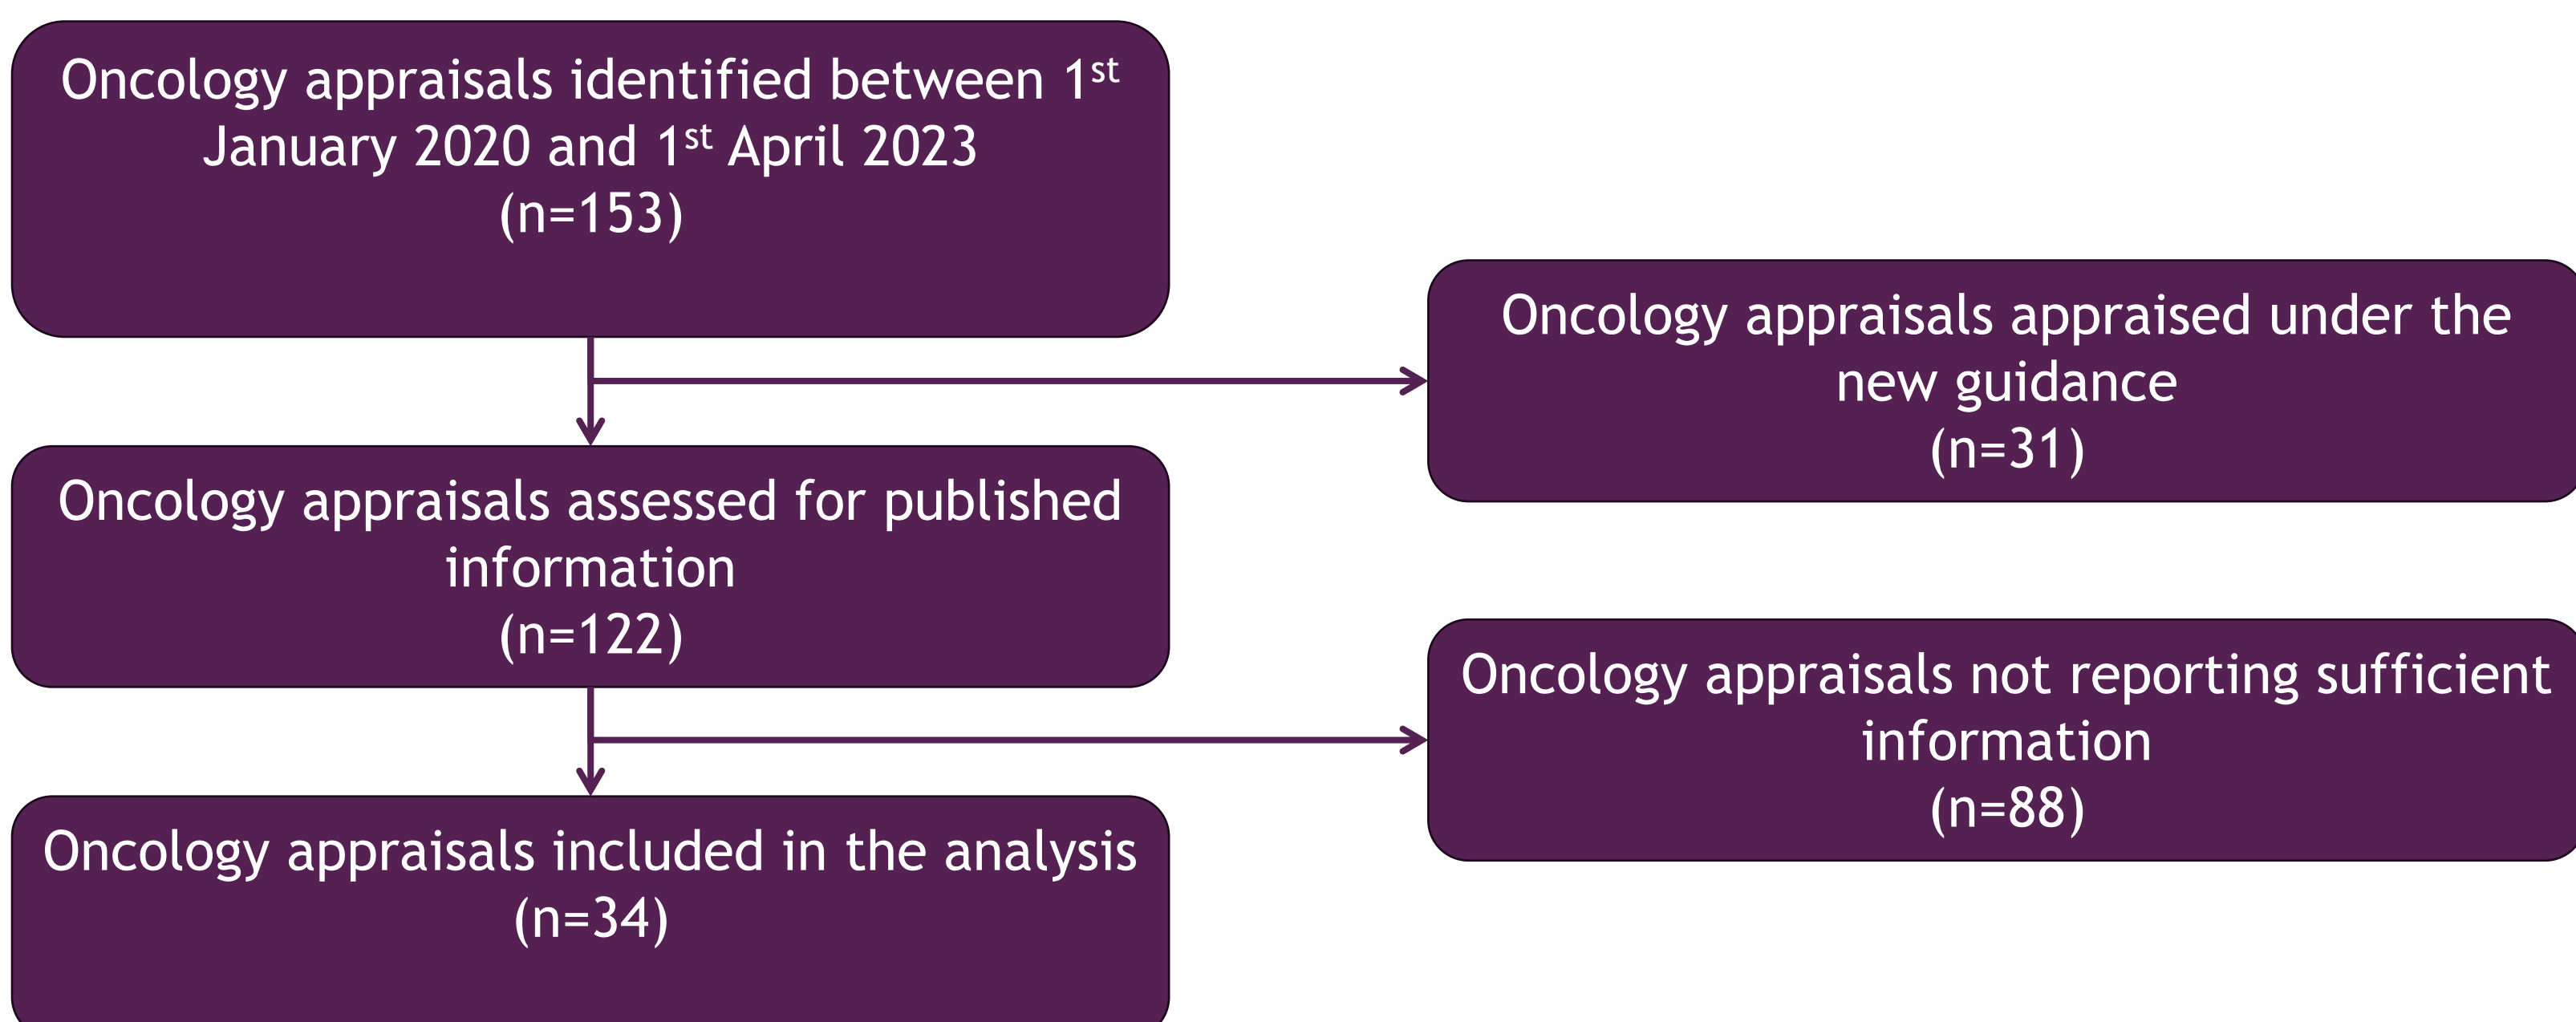 Oncology appraisals identified between 1st
January 2020 and 1st April 2023
(n=153)
Oncology appraisals appraised under the
new guidance
(n=31)
Oncology appraisals assessed for published
information
(n=122)
Oncology appraisals not reporting sufficient
information
(n=88)
Oncology appraisals included in the analysis
(n=34)